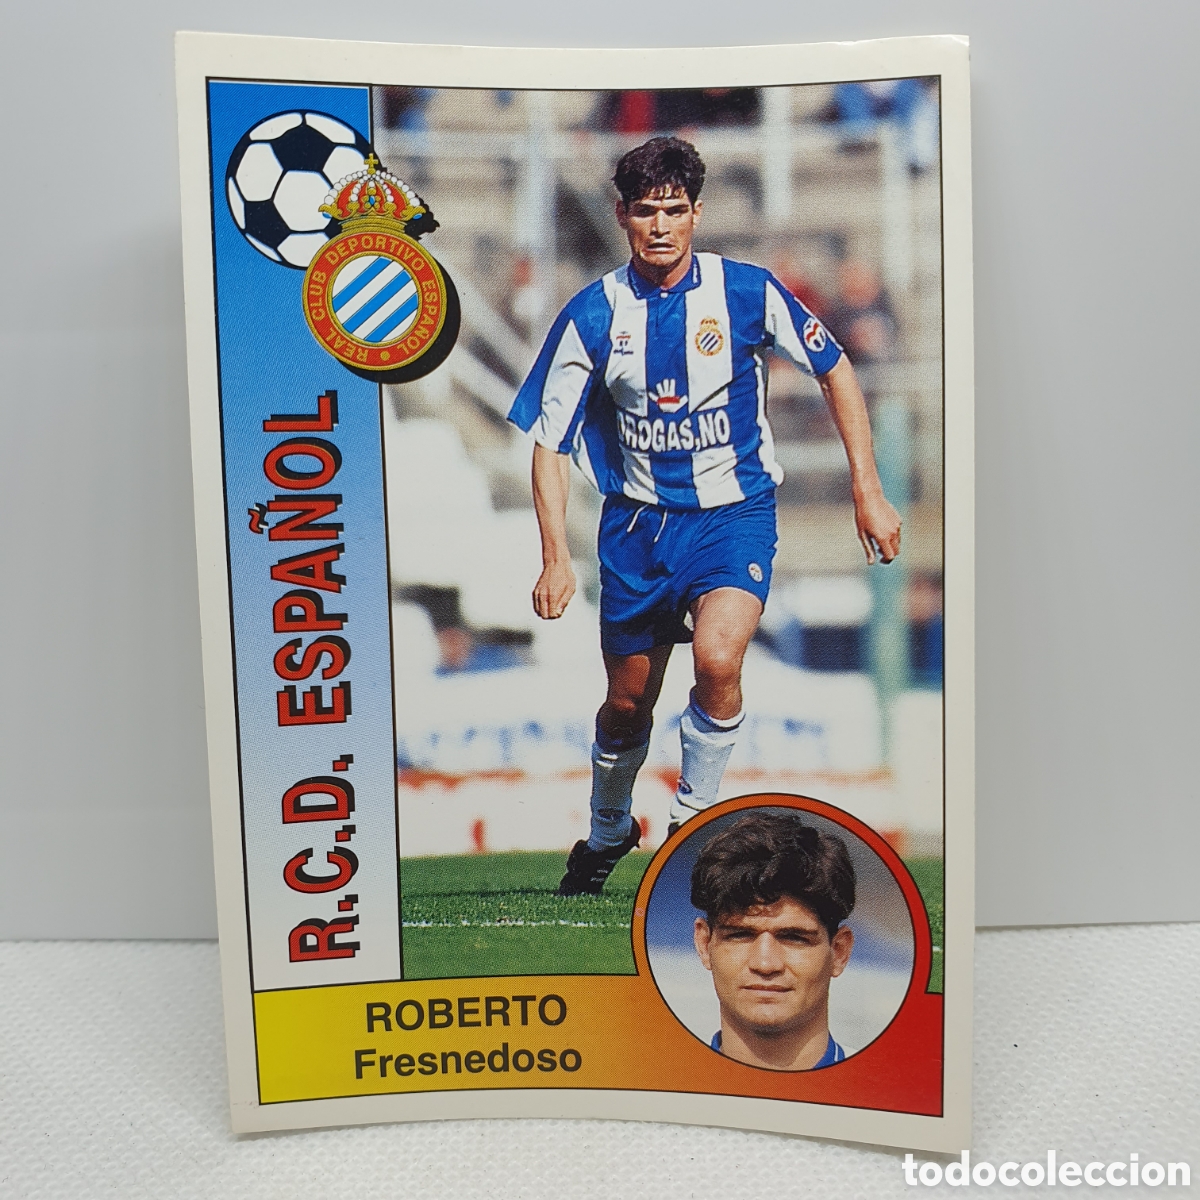 REAL CLUB DEPORTIVO ESPAÑOL
R.C.D. ESPAÑOL
DROGAS,NO
ROBERTO
Fresnedoso
todocoleccion